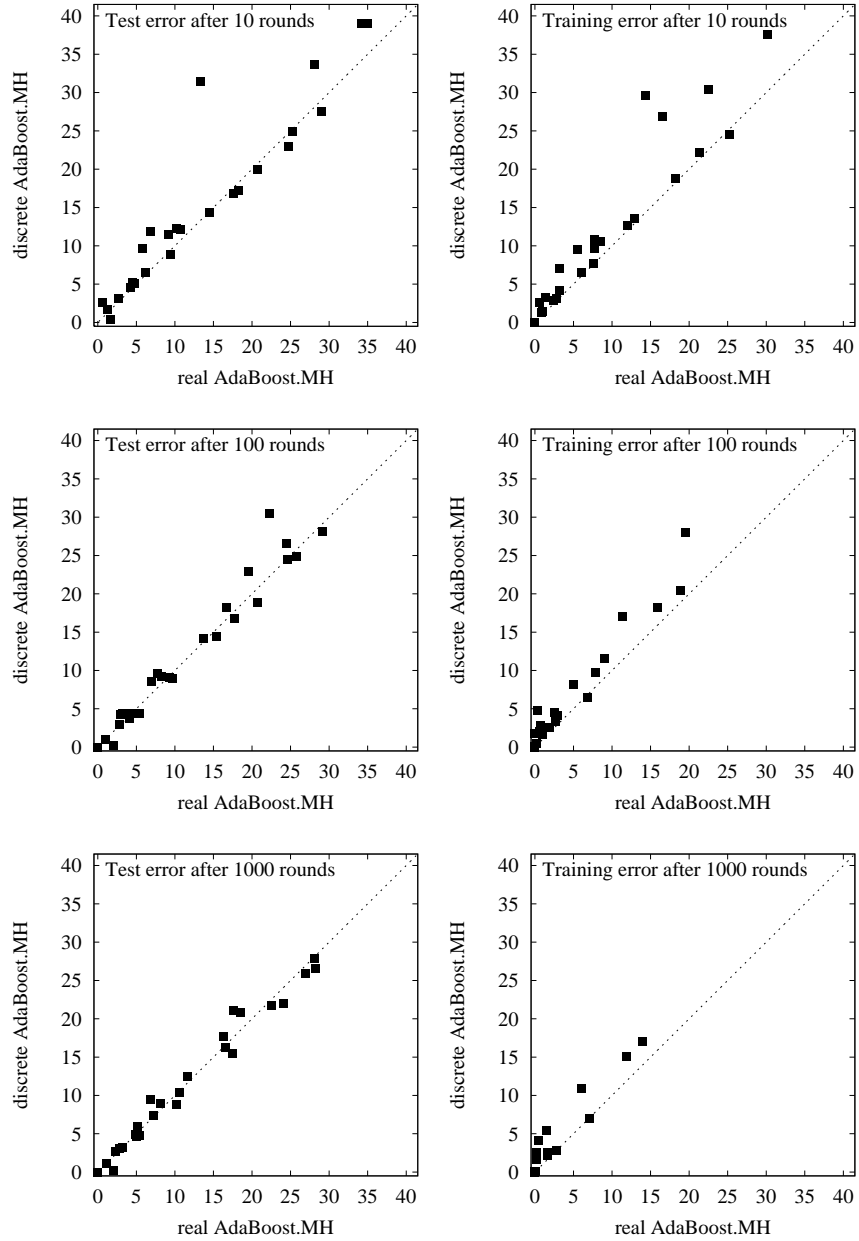 Test error after 10 rounds
40
35
30
25
20
15
10
5
0
discrete AdaBoost.MH
0 5 10 15 20 25 30 35 40
real AdaBoost.MH
Training error after 10 rounds
40
35
30
25
20
15
10
5
0
discrete AdaBoost.MH
0 5 10 15 20 25 30 35 40
real AdaBoost.MH
Test error after 100 rounds
40
35
30
25
20
15
10
5
0
discrete AdaBoost.MH
0 5 10 15 20 25 30 35 40
real AdaBoost.MH
Training error after 100 rounds
40
35
30
25
20
15
10
5
0
discrete AdaBoost.MH
0 5 10 15 20 25 30 35 40
real AdaBoost.MH
Test error after 1000 rounds
40
35
30
25
20
15
10
5
0
discrete AdaBoost.MH
0 5 10 15 20 25 30 35 40
real AdaBoost.MH
Training error after 1000 rounds
40
35
30
25
20
15
10
5
0
discrete AdaBoost.MH
0 5 10 15 20 25 30 35 40
real AdaBoost.MH